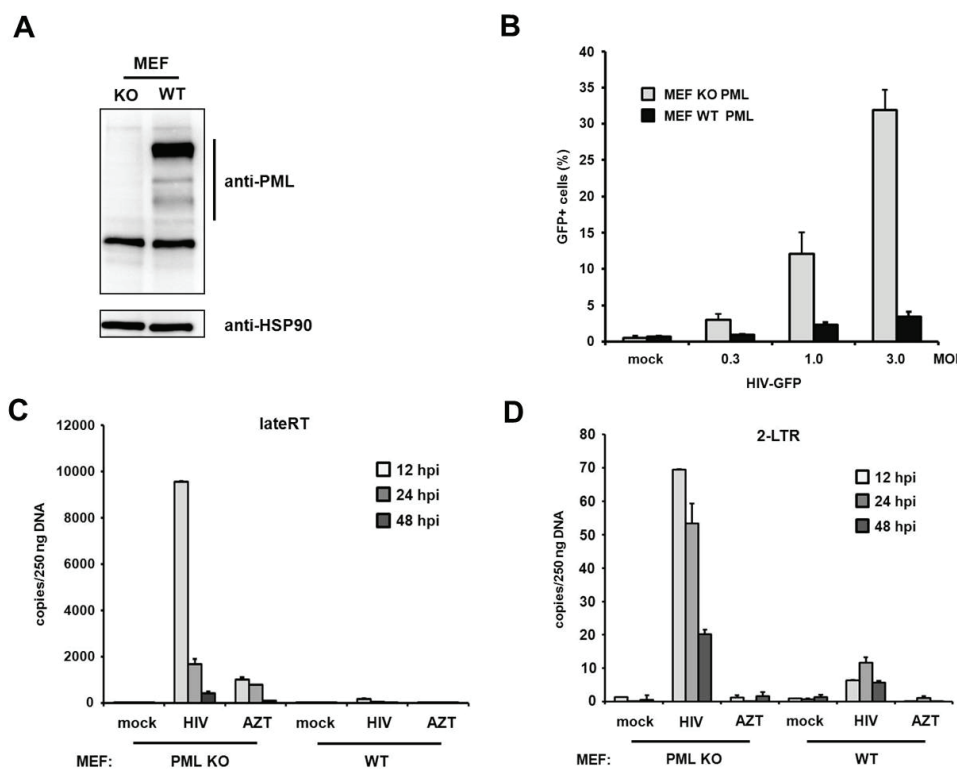 A
MEF
KO WT
anti-PML
anti-HSP90
B
GFP+ cells (%)
40
35
30
25
20
15
10
5
0
MEF KO PML
MEF WT PML
mock 0.3 1.0 3.0 MOI
HIV-GFP
C
lateRT
copies/250 ng DNA
12000
10000
8000
6000
4000
2000
0
12 hpi
24 hpi
48 hpi
mock HIV AZT mock HIV AZT
MEF: PML KO WT
D
2-LTR
copies/250 ng DNA
80
70
60
50
40
30
20
10
0
12 hpi
24 hpi
48 hpi
mock HIV AZT mock HIV AZT
MEF: PML KO WT